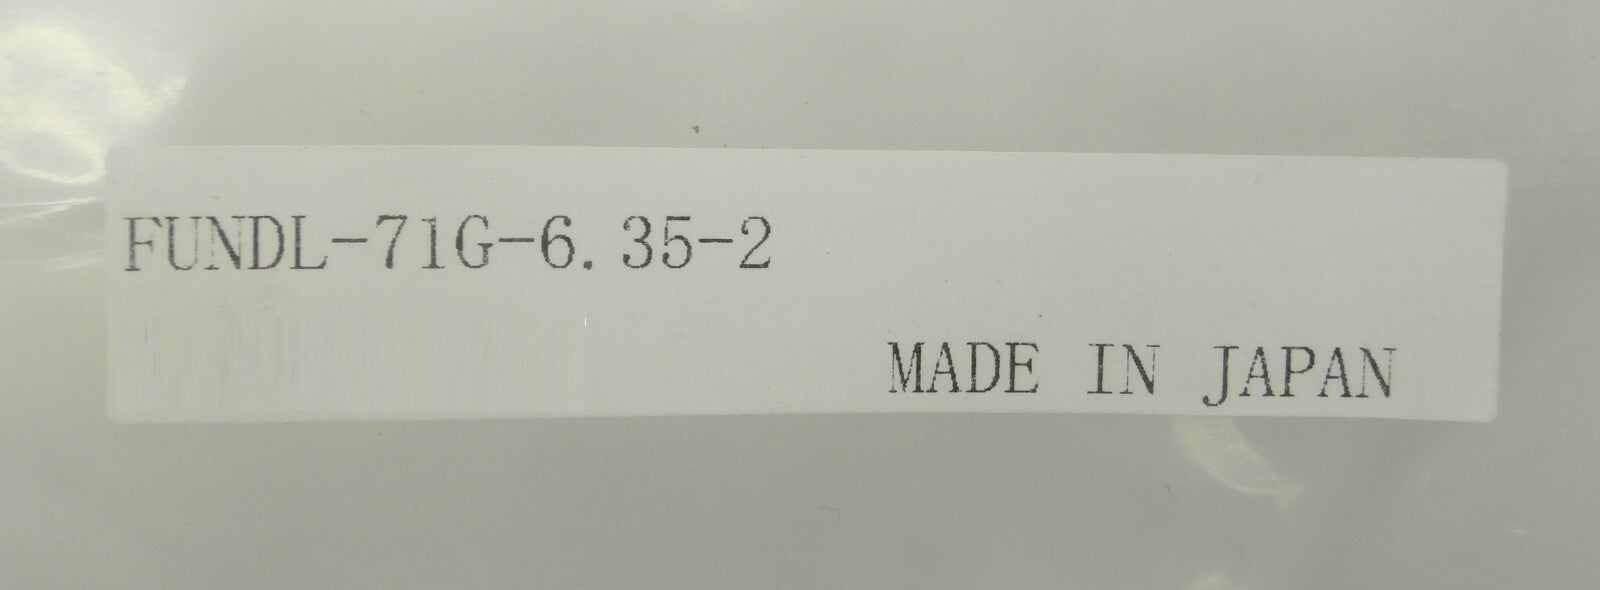 FUNDL-71G-6.35-2
MADE IN JAPAN